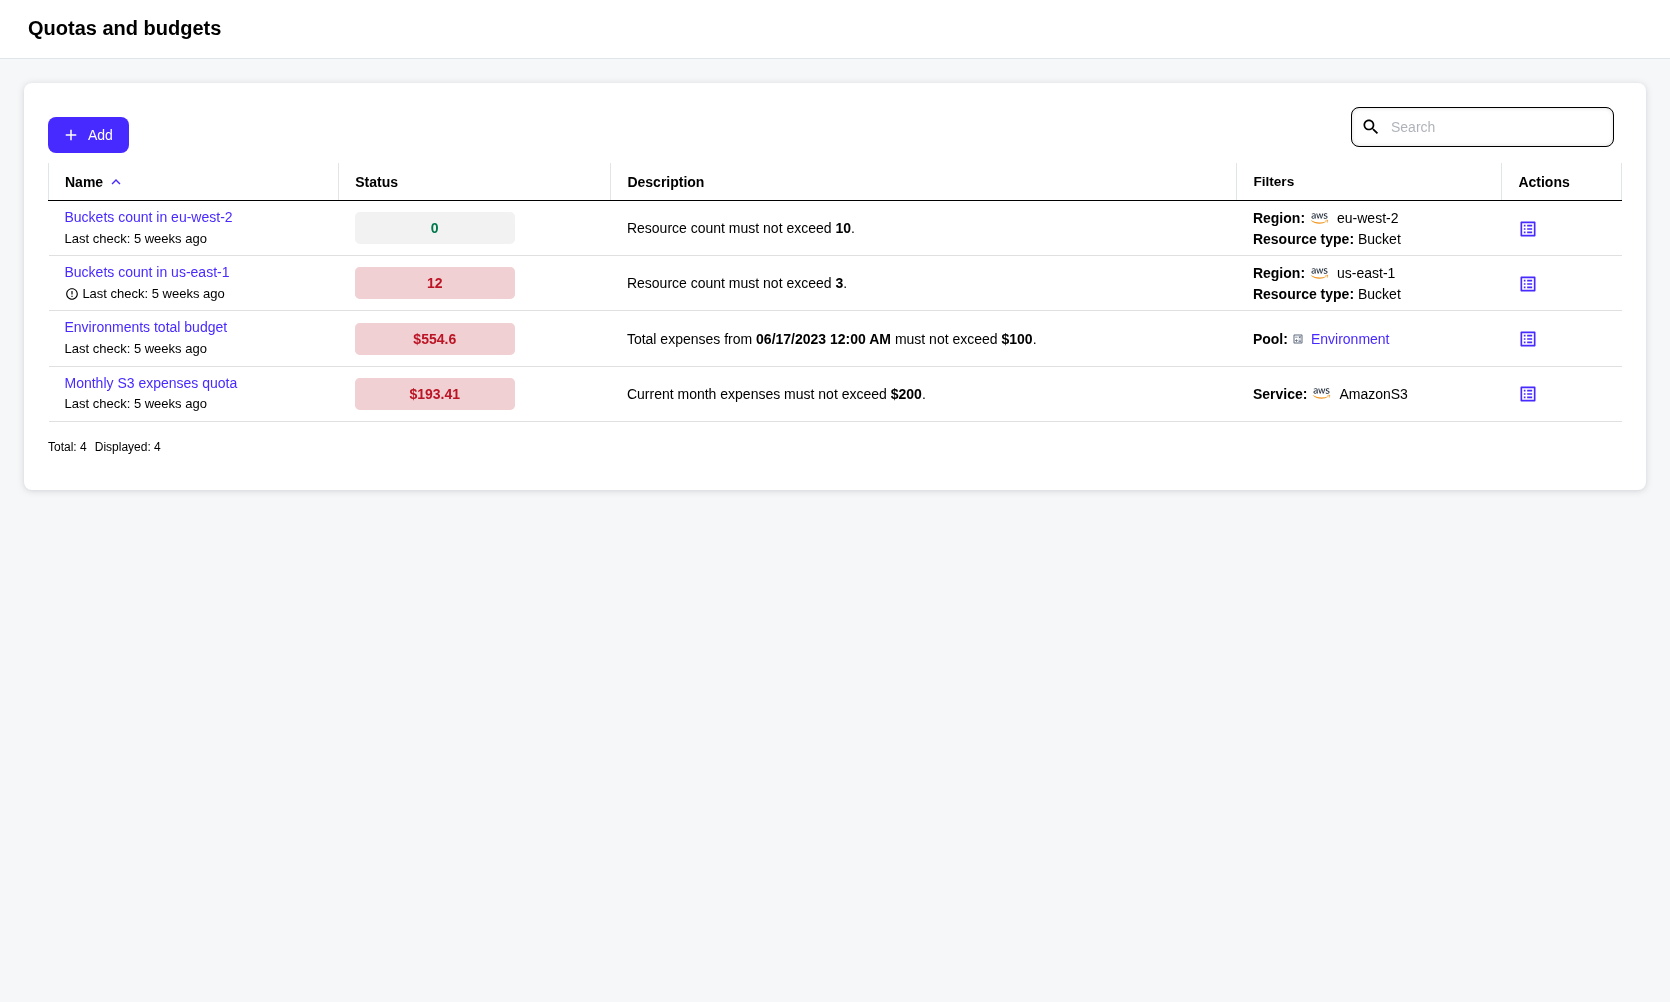 Quotas and budgets
Add
Search
Name Status Description Filters Actions
Buckets count in eu-west-2
Last check: 5 weeks ago
0
Resource count must not exceed 10.
Region: aws eu-west-2
Resource type: Bucket
Buckets count in us-east-1
Last check: 5 weeks ago
12
Resource count must not exceed 3.
Region: aws us-east-1
Resource type: Bucket
Environments total budget
Last check: 5 weeks ago
$554.6
Total expenses from 06/17/2023 12:00 AM must not exceed $100.
Pool: Environment
Monthly S3 expenses quota
Last check: 5 weeks ago
$193.41
Current month expenses must not exceed $200.
Service: aws AmazonS3
Total: 4 Displayed: 4